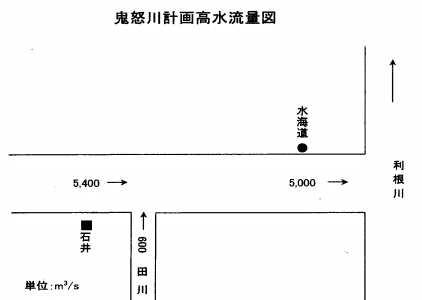 鬼怒川計画高水流量図
水海道
利根川
5,400
5,000
石井
600
田川
単位:m³/s